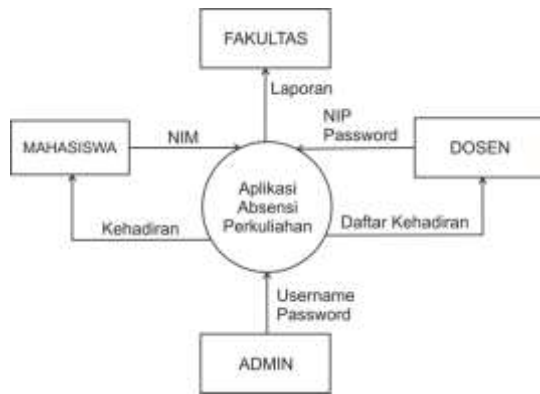 FAKULTAS
Laporan
NIP
Password
MAHASISWA
NIM
DOSEN
Aplikasi
Absensi
Perkuliahan
Kehadiran
Daftar Kehadiran
Username
Password
ADMIN